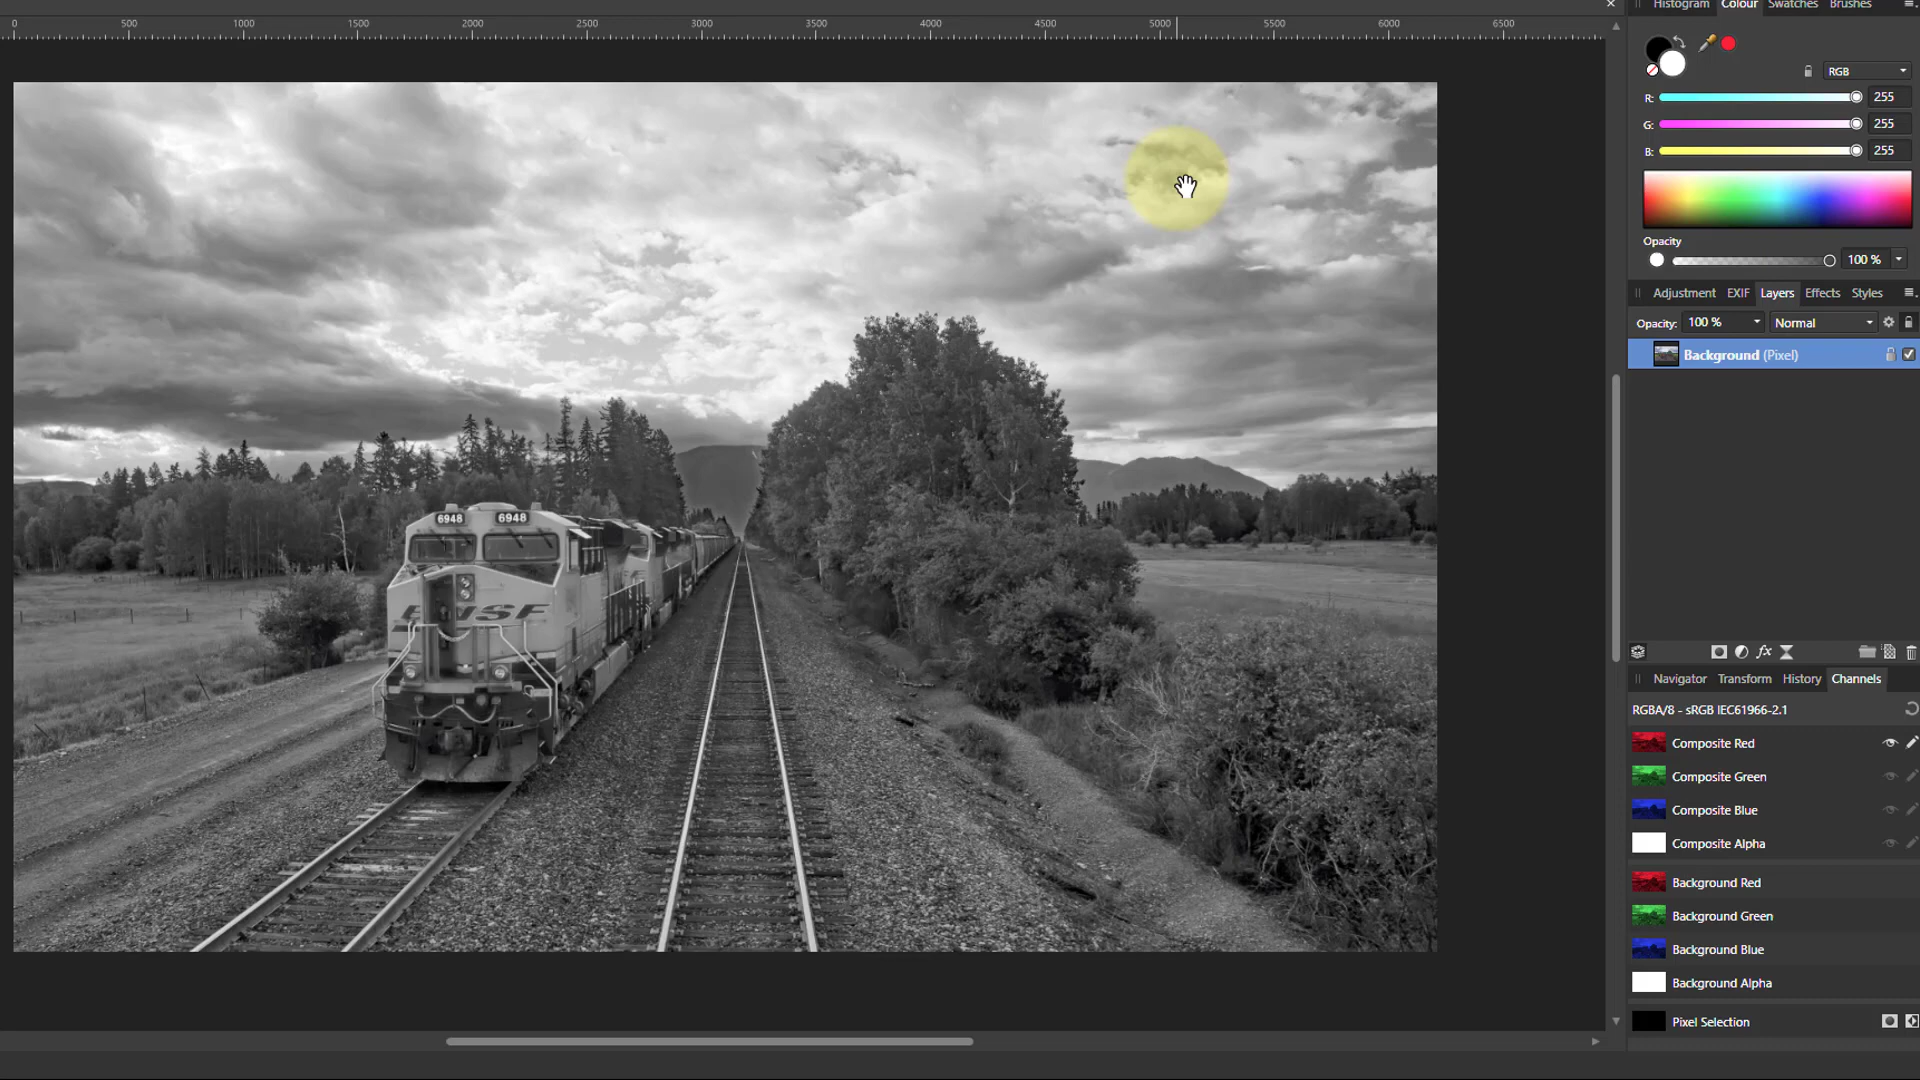 Histogram Colour Swatches Brushes
0 500 1000 1500 2000 2500 3000 3500 4000 4500 5000 5500 6000 6500
RGB
R: 255
G: 255
B: 255
Opacity
100 %
Adjustment EXIF Layers Effects Styles
Opacity: 100 % Normal
Background (Pixel)
6948 6948
BNSF
fx
Navigator Transform History Channels
RGBA/8 - sRGB IEC61966-2.1
Composite Red
Composite Green
Composite Blue
Composite Alpha
Background Red
Background Green
Background Blue
Background Alpha
Pixel Selection